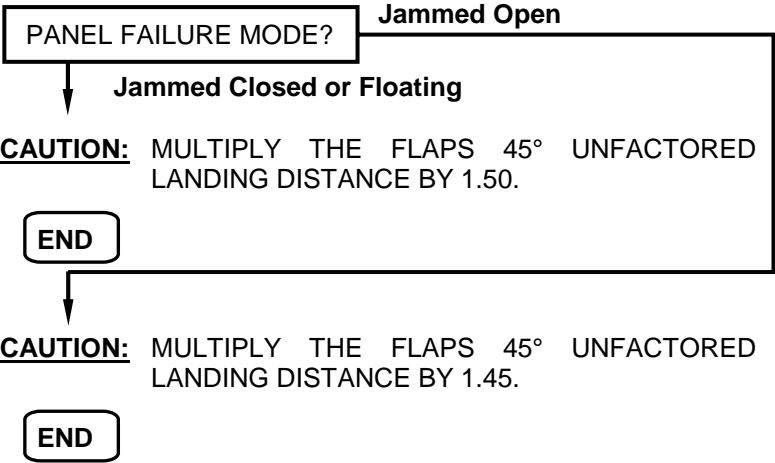 Jammed Open
PANEL FAILURE MODE?
Jammed Closed or Floating
CAUTION: MULTIPLY THE FLAPS 45° UNFACTORED
LANDING DISTANCE BY 1.50.
END
CAUTION: MULTIPLY THE FLAPS 45° UNFACTORED
LANDING DISTANCE BY 1.45.
END